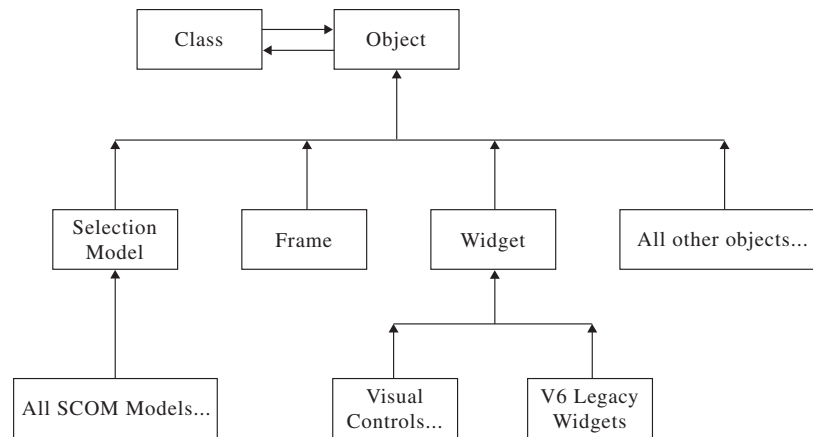 Class
Object
Selection
Model
Frame
Widget
All other objects...
All SCOM Models...
Visual
Controls...
V6 Legacy
Widgets